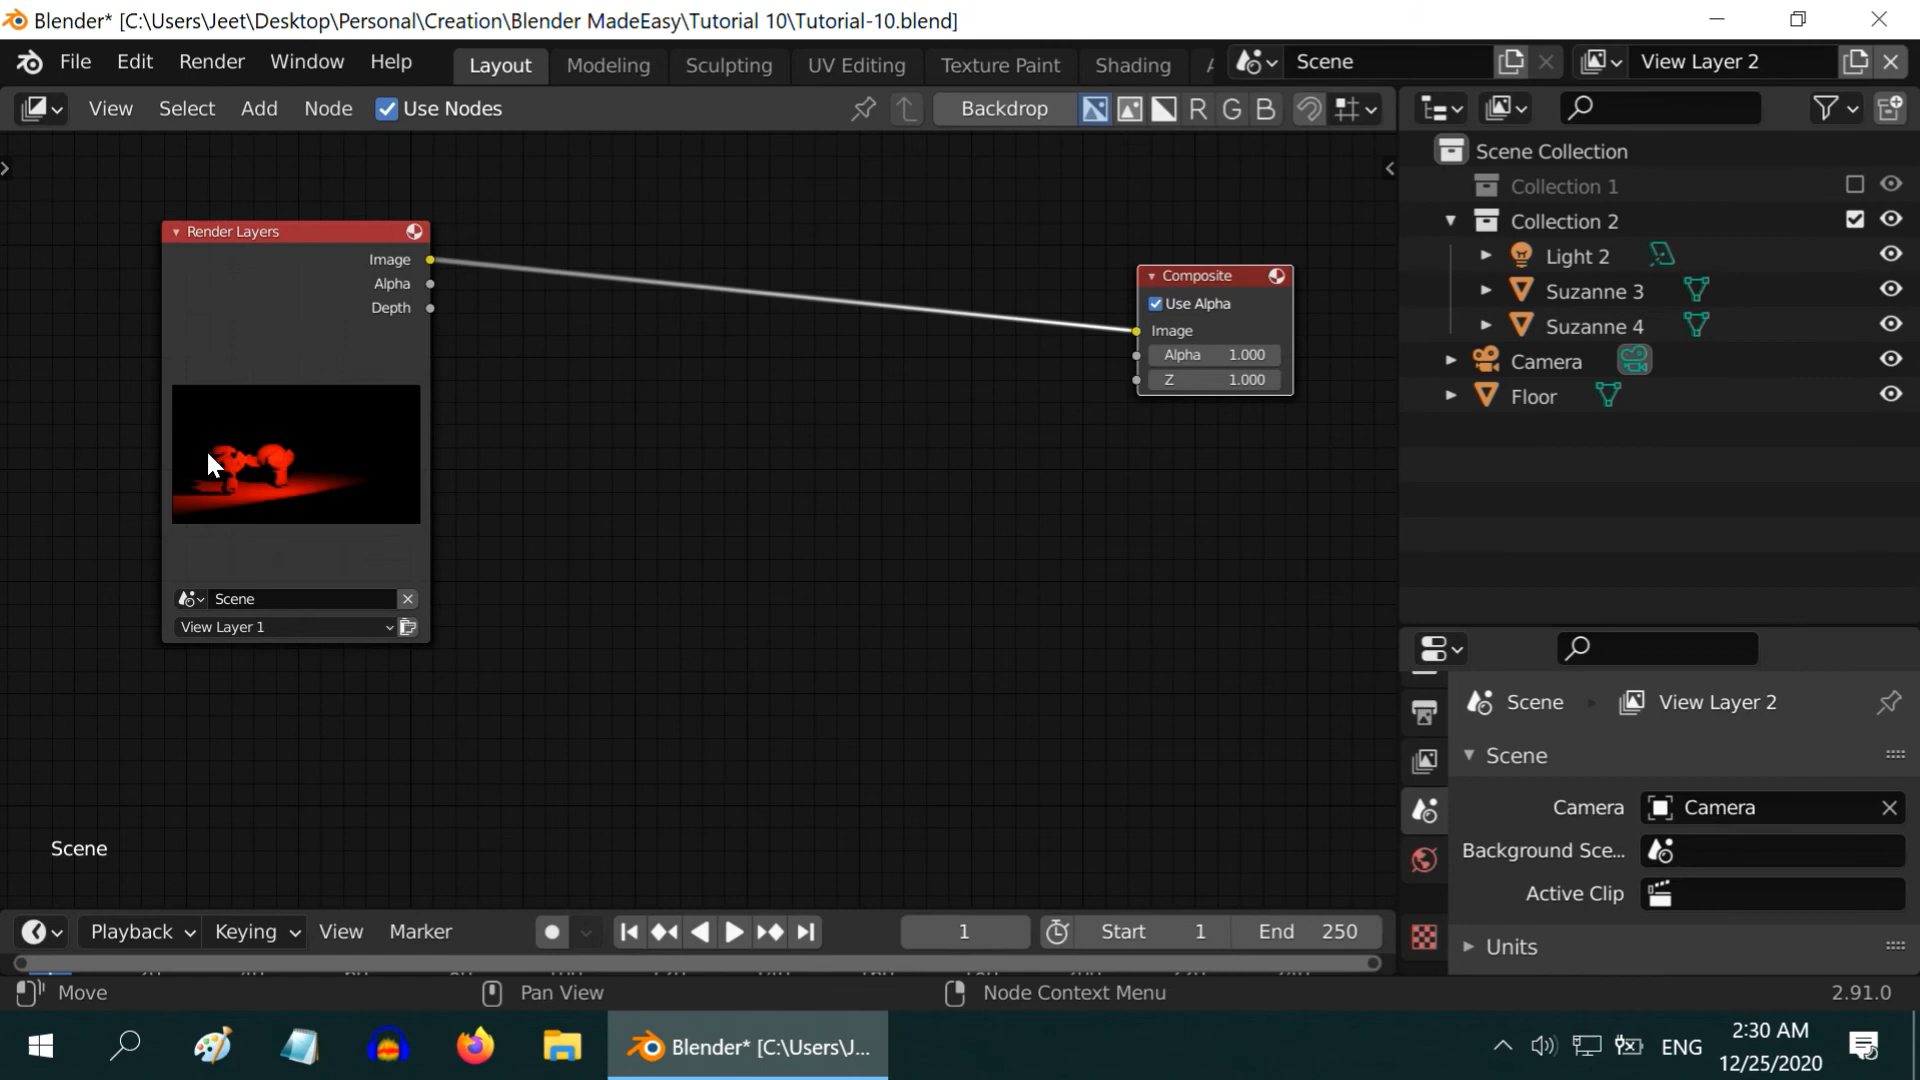 Blender* [C:\Users\Jeet\Desktop\Personal\Creation\Blender MadeEasy\Tutorial 10\Tutorial-10.blend]
File Edit Render Window Help Layout Modeling Sculpting UV Editing Texture Paint Shading Scene View Layer 2
View Select Add Node Use Nodes Backdrop R G B
Scene Collection
Collection 1
Collection 2
Light 2
Suzanne 3
Suzanne 4
Camera
Floor
Render Layers
Image
Alpha
Depth
Scene
View Layer 1
Composite
Use Alpha
Image
Alpha 1.000
Z 1.000
Scene
Scene View Layer 2
Scene
Camera Camera
Background Sce...
Active Clip
Units
Playback Keying View Marker 1 Start 1 End 250
Move Pan View Node Context Menu 2.91.0
Blender* [C:\Users\J... ENG 2:30 AM
12/25/2020